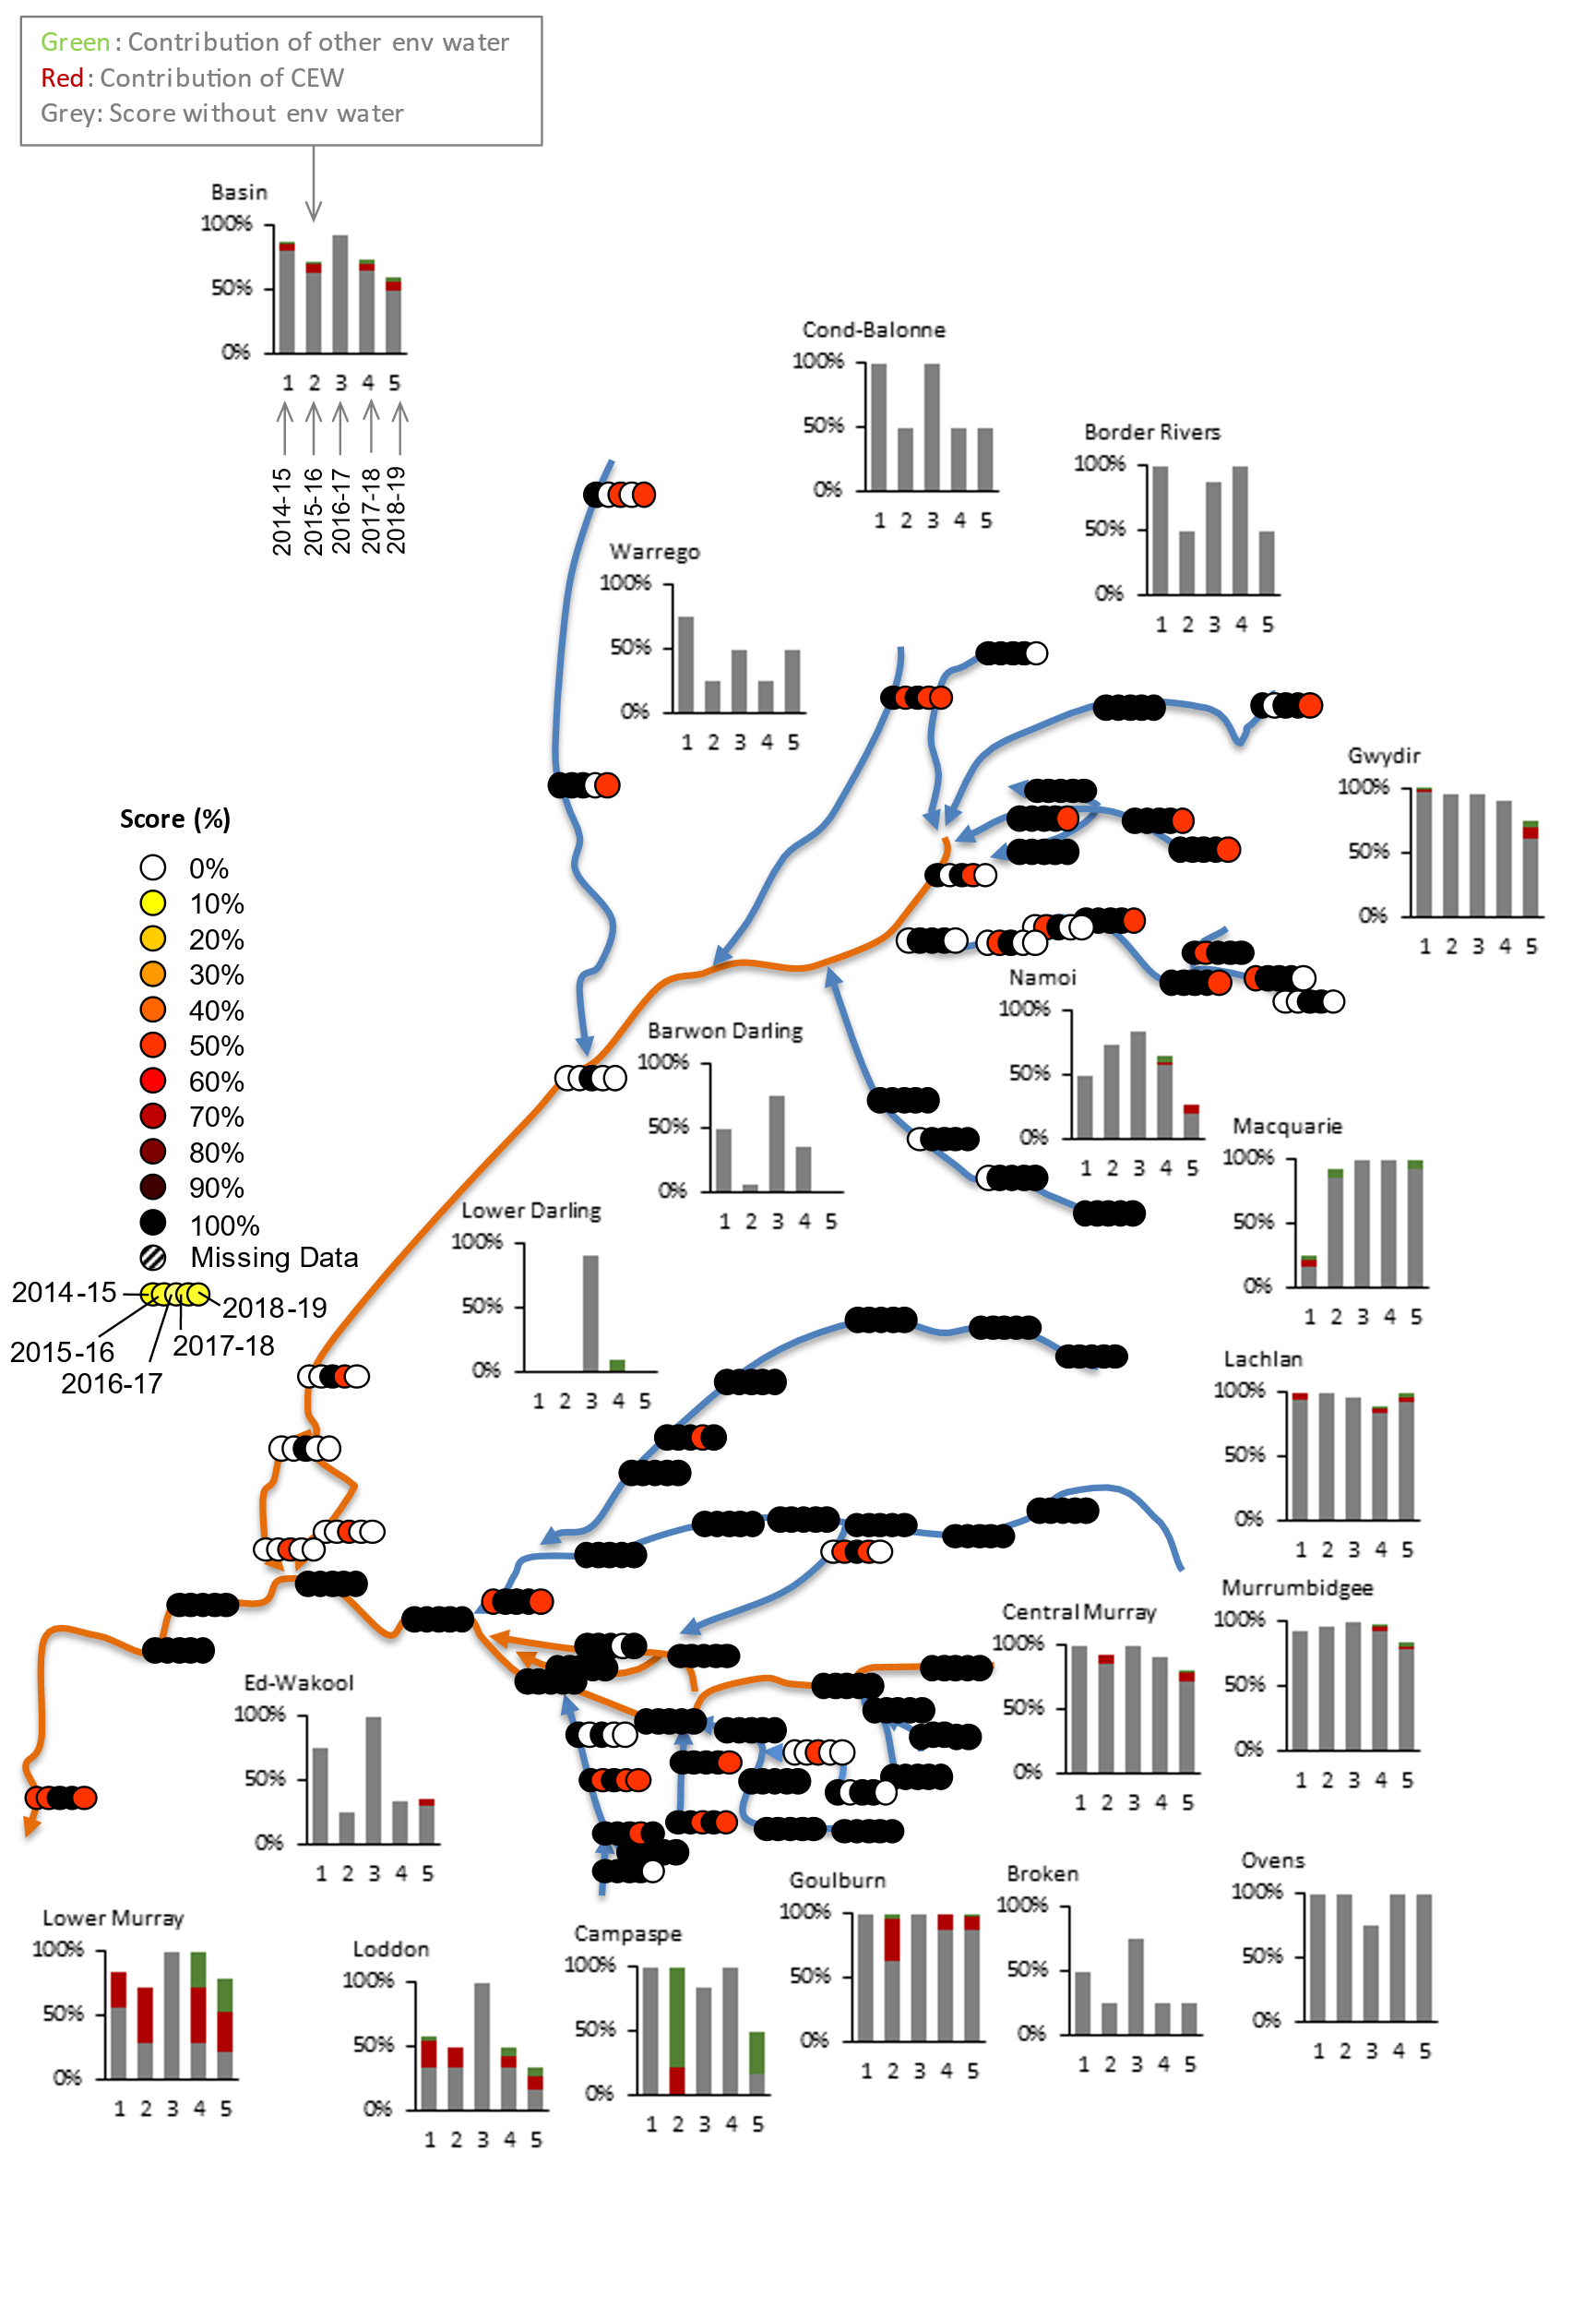 Green: Contribution of other env water
Red: Contribution of CEW
Grey: Score without env water
Basin
100%
50%
0%
1 2 3 4 5
2014-15
2015-16
2016-17
2017-18
2018-19
Cond-Balonne
100%
50%
0%
1 2 3 4 5
Border Rivers
100%
50%
0%
1 2 3 4 5
Warrego
100%
50%
0%
1 2 3 4 5
Gwydir
100%
50%
0%
1 2 3 4 5
Score (%)
0%
10%
20%
30%
40%
50%
60%
70%
80%
90%
100%
Missing Data
2014-15
2018-19
2015-16
2017-18
2016-17
Namoi
100%
50%
0%
1 2 3 4 5
Barwon Darling
100%
50%
0%
1 2 3 4 5
Macquarie
100%
50%
0%
1 2 3 4 5
Lower Darling
100%
50%
0%
1 2 3 4 5
Lachlan
100%
50%
0%
1 2 3 4 5
Murrumbidgee
100%
50%
0%
1 2 3 4 5
Central Murray
100%
50%
0%
1 2 3 4 5
Ed-Wakool
100%
50%
0%
1 2 3 4 5
Lower Murray
100%
50%
0%
1 2 3 4 5
Loddon
100%
50%
0%
1 2 3 4 5
Campaspe
100%
50%
0%
1 2 3 4 5
Goulburn
100%
50%
0%
1 2 3 4 5
Broken
100%
50%
0%
1 2 3 4 5
Ovens
100%
50%
0%
1 2 3 4 5